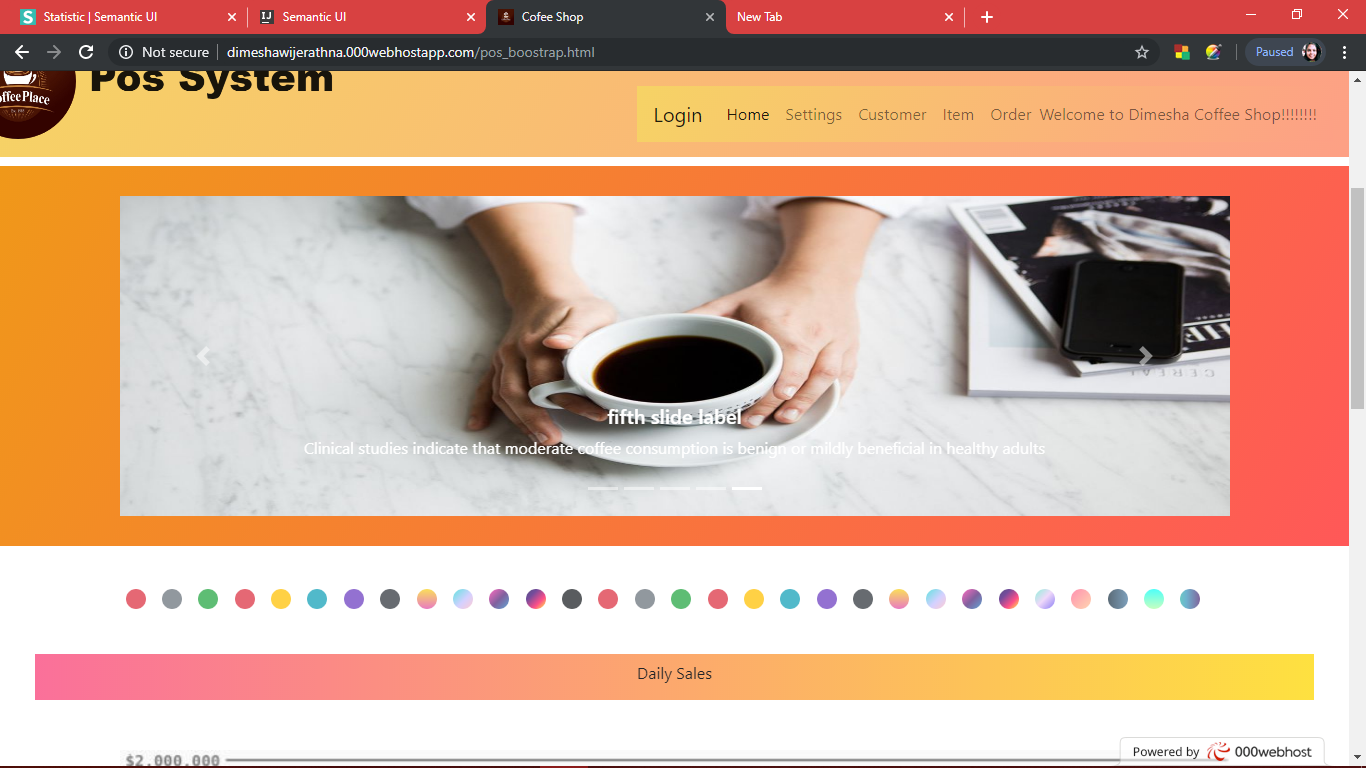 Statistic | Semantic UI
Semantic UI
Cofee Shop
New Tab
Not secure
dimeshawijerathna.000webhostapp.com/pos_boostrap.html
Paused
Pos System
Login Home Settings Customer Item Order Welcome to Dimesha Coffee Shop!!!!!!!!
fifth slide label
Clinical studies indicate that moderate coffee consumption is benign or mildly beneficial in healthy adults
Daily Sales
$2,000,000
Powered by 000webhost